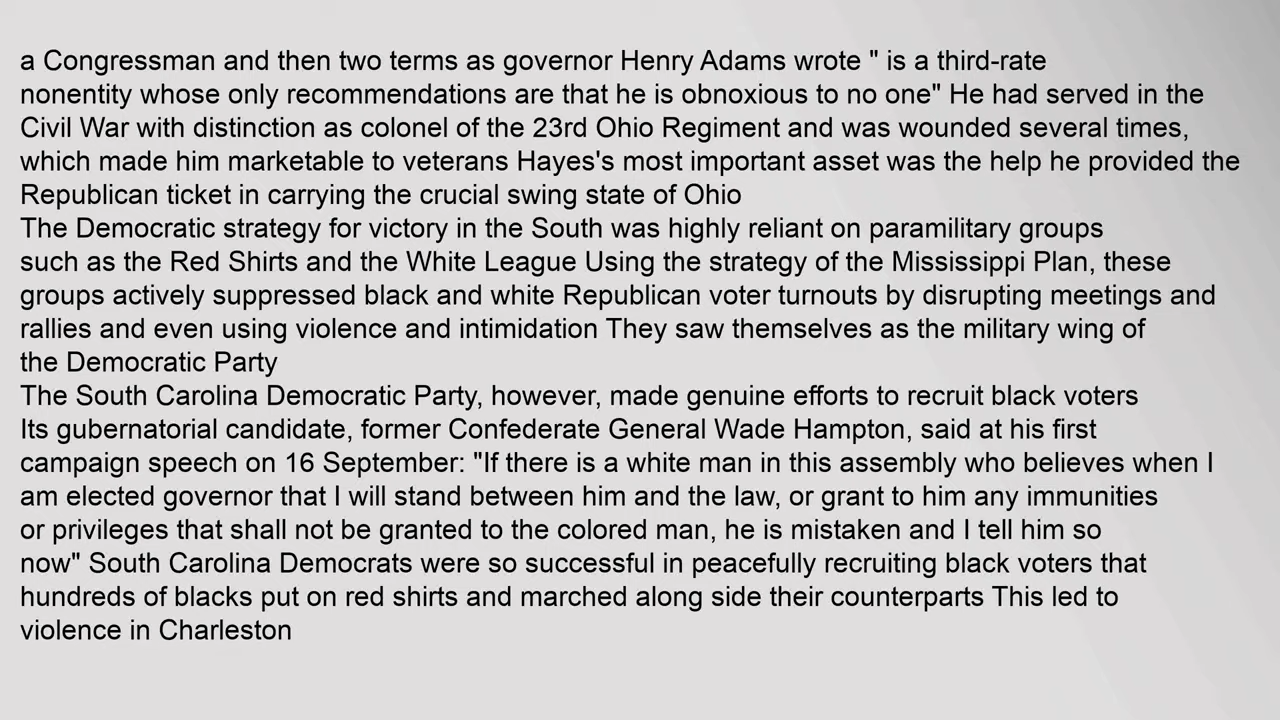 a Congressman and then two terms as governor Henry Adams wrote " is a third-rate
nonentity whose only recommendations are that he is obnoxious to no one" He had served in the
Civil War with distinction as colonel of the 23rd Ohio Regiment and was wounded several times,
which made him marketable to veterans Hayes's most important asset was the help he provided the
Republican ticket in carrying the crucial swing state of Ohio
The Democratic strategy for victory in the South was highly reliant on paramilitary groups
such as the Red Shirts and the White League Using the strategy of the Mississippi Plan, these
groups actively suppressed black and white Republican voter turnouts by disrupting meetings and
rallies and even using violence and intimidation They saw themselves as the military wing of
the Democratic Party
The South Carolina Democratic Party, however, made genuine efforts to recruit black voters
Its gubernatorial candidate, former Confederate General Wade Hampton, said at his first
campaign speech on 16 September: "If there is a white man in this assembly who believes when I
am elected governor that I will stand between him and the law, or grant to him any immunities
or privileges that shall not be granted to the colored man, he is mistaken and I tell him so
now" South Carolina Democrats were so successful in peacefully recruiting black voters that
hundreds of blacks put on red shirts and marched along side their counterparts This led to
violence in Charleston